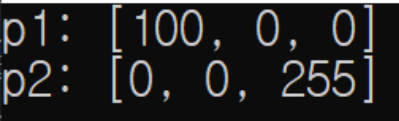 p1: [100, 0, 0]
p2: [0, 0, 255]